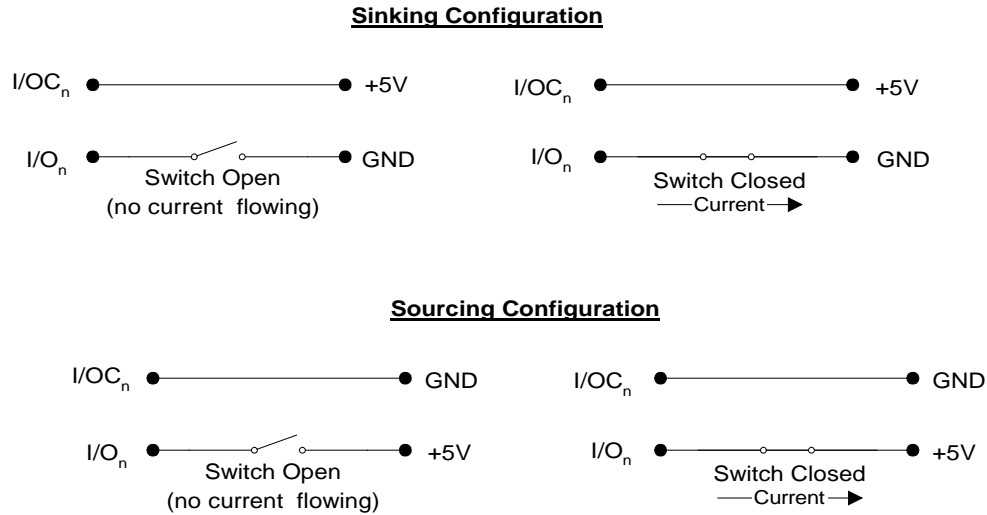 Sinking Configuration
I/OCn +5V I/OCn +5V
I/On GND I/On GND
Switch Open Switch Closed
(no current flowing) Current
Sourcing Configuration
I/OCn GND I/OCn GND
I/On +5V I/On +5V
Switch Open Switch Closed
(no current flowing) Current